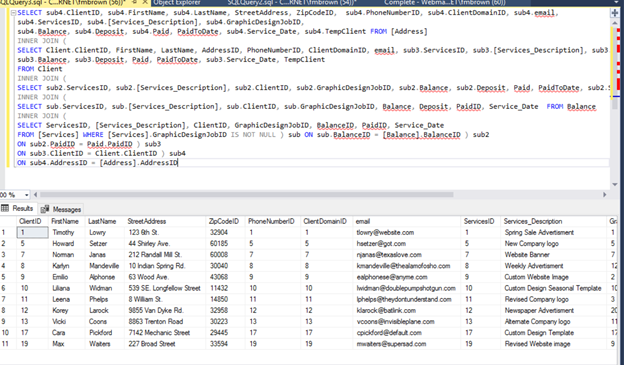 QLQuery3.sql - C...RKNET\fmbrown (56))*
Object Explorer
SQLQuery2.sql - C...RKNET\fmbrown (54))*
Complete - Webma...ET\fmbrown (60))
SELECT sub4.ClientID, sub4.FirstName, sub4.LastName, StreetAddress, ZipCodeID, sub4.PhoneNumberID, sub4.ClientDomainID, sub4.email,
sub4.ServicesID, sub4.[Services_Description], sub4.GraphicDesignJobID,
sub4.Balance, sub4.Deposit, sub4.Paid, PaidToDate, sub4.Service_Date, sub4.TempClient FROM [Address]
INNER JOIN (
SELECT Client.ClientID, FirstName, LastName, AddressID, PhoneNumberID, ClientDomainID, email, sub3.ServicesID, sub3.[Services_Description], sub3
sub3.Balance, sub3.Deposit, Paid, PaidToDate, sub3.Service_Date, TempClient
FROM Client
INNER JOIN (
SELECT sub2.ServicesID, sub2.[Services_Description], sub2.ClientID, sub2.GraphicDesignJobID, sub2.Balance, sub2.Deposit, Paid, PaidToDate, sub2.S
INNER JOIN (
SELECT sub.ServicesID, sub.[Services_Description], sub.ClientID, sub.GraphicDesignJobID, Balance, Deposit, PaidID, Service_Date FROM Balance
INNER JOIN (
SELECT ServicesID, [Services_Description], ClientID, GraphicDesignJobID, BalanceID, PaidID, Service_Date
FROM [Services] WHERE [Services].GraphicDesignJobID IS NOT NULL ) sub ON sub.BalanceID = [Balance].BalanceID ) sub2
ON sub2.PaidID = Paid.PaidID ) sub3
ON sub3.ClientID = Client.ClientID ) sub4
ON sub4.AddressID = [Address].AddressID
00 %
Results Messages
ClientID FirstName LastName StreetAddress ZipCodeID PhoneNumberID ClientDomainID email ServicesID Services_Description Gra
1 1 Timothy Lowry 123 6th St. 32904 1 1 tlowry@website.com 1 Spring Sale Advertisment 1
2 5 Howard Setzer 44 Shirley Ave. 60185 5 5 hsetzer@got.com 5 New Company logo 5
3 7 Norman Janas 212 Randall Mill St. 60008 7 7 njanas@texaslove.com 7 Website Banner 7
4 8 Karlyn Mandeville 10 Indian Spring Rd. 30040 8 8 kmandeville@thealamofosho.com 8 Weekly Advertisment 12
5 9 Emilio Alphonse 63 Wood Ave. 43068 9 9 ealphonese@anyme.com 9 Custom Website Image 2
6 10 Liliana Widman 539 SE. Longfellow Street 11432 10 10 lwidman@doublepumpshotgun.com 10 Custom Design Seasonal Template 10
7 11 Leena Phelps 8 William St. 14850 11 11 lphelps@theydontunderstand.com 11 Revised Company logo 3
8 12 Korey Larock 9855 Van Dyke Rd. 32958 12 12 klarock@batlink.com 12 Newspaper Advertisment 20
9 13 Vicki Coons 8863 Trenton Road 30223 13 13 vcoons@invisibleplane.com 13 Alternate Company logo 11
10 17 Cara Pickford 7142 Mechanic Street 29445 17 17 cpickford@default.com 17 Custom Design Template 17
11 19 Max Waters 227 Broad Street 33594 19 19 mwaters@supersad.com 19 Revised Website image 9